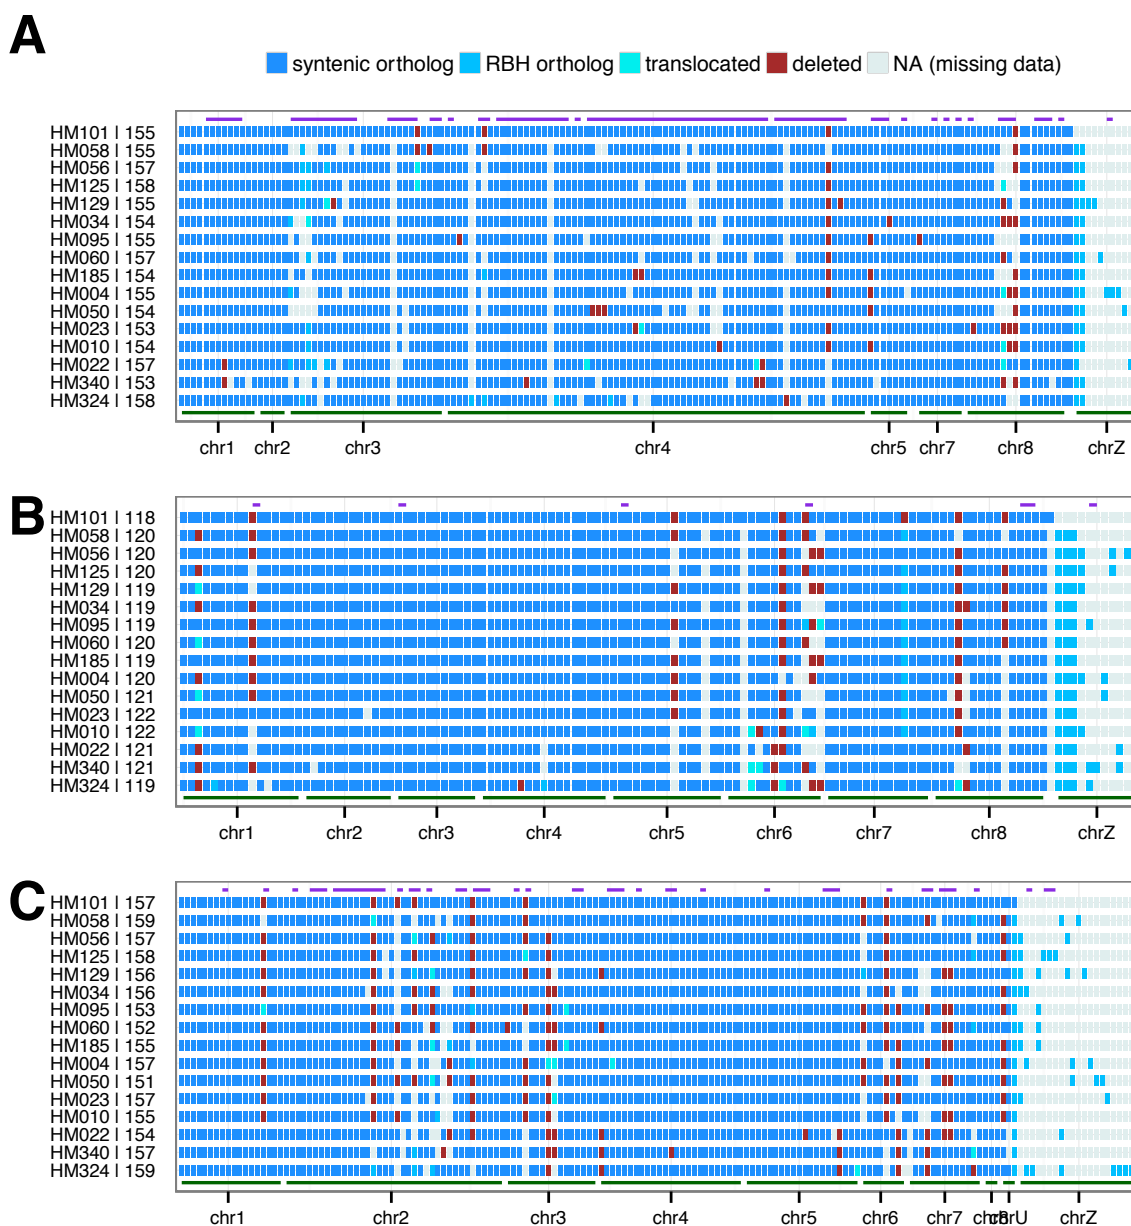 A
syntenic ortholog RBH ortholog translocated deleted NA (missing data)
HM101 | 155
HM058 | 155
HM056 | 157
HM125 | 158
HM129 | 155
HM034 | 154
HM095 | 155
HM060 | 157
HM185 | 154
HM004 | 155
HM050 | 154
HM023 | 153
HM010 | 154
HM022 | 157
HM340 | 153
HM324 | 158
chr1 chr2 chr3 chr4 chr5 chr7 chr8 chrZ
B
HM101 | 118
HM058 | 120
HM056 | 120
HM125 | 120
HM129 | 119
HM034 | 119
HM095 | 119
HM060 | 120
HM185 | 119
HM004 | 120
HM050 | 121
HM023 | 122
HM010 | 122
HM022 | 121
HM340 | 121
HM324 | 119
chr1 chr2 chr3 chr4 chr5 chr6 chr7 chr8 chrZ
C
HM101 | 157
HM058 | 159
HM056 | 157
HM125 | 158
HM129 | 156
HM034 | 156
HM095 | 153
HM060 | 152
HM185 | 155
HM004 | 157
HM050 | 151
HM023 | 157
HM010 | 155
HM022 | 154
HM340 | 157
HM324 | 159
chr1 chr2 chr3 chr4 chr5 chr6 chr7 chr8 chrU chrZ